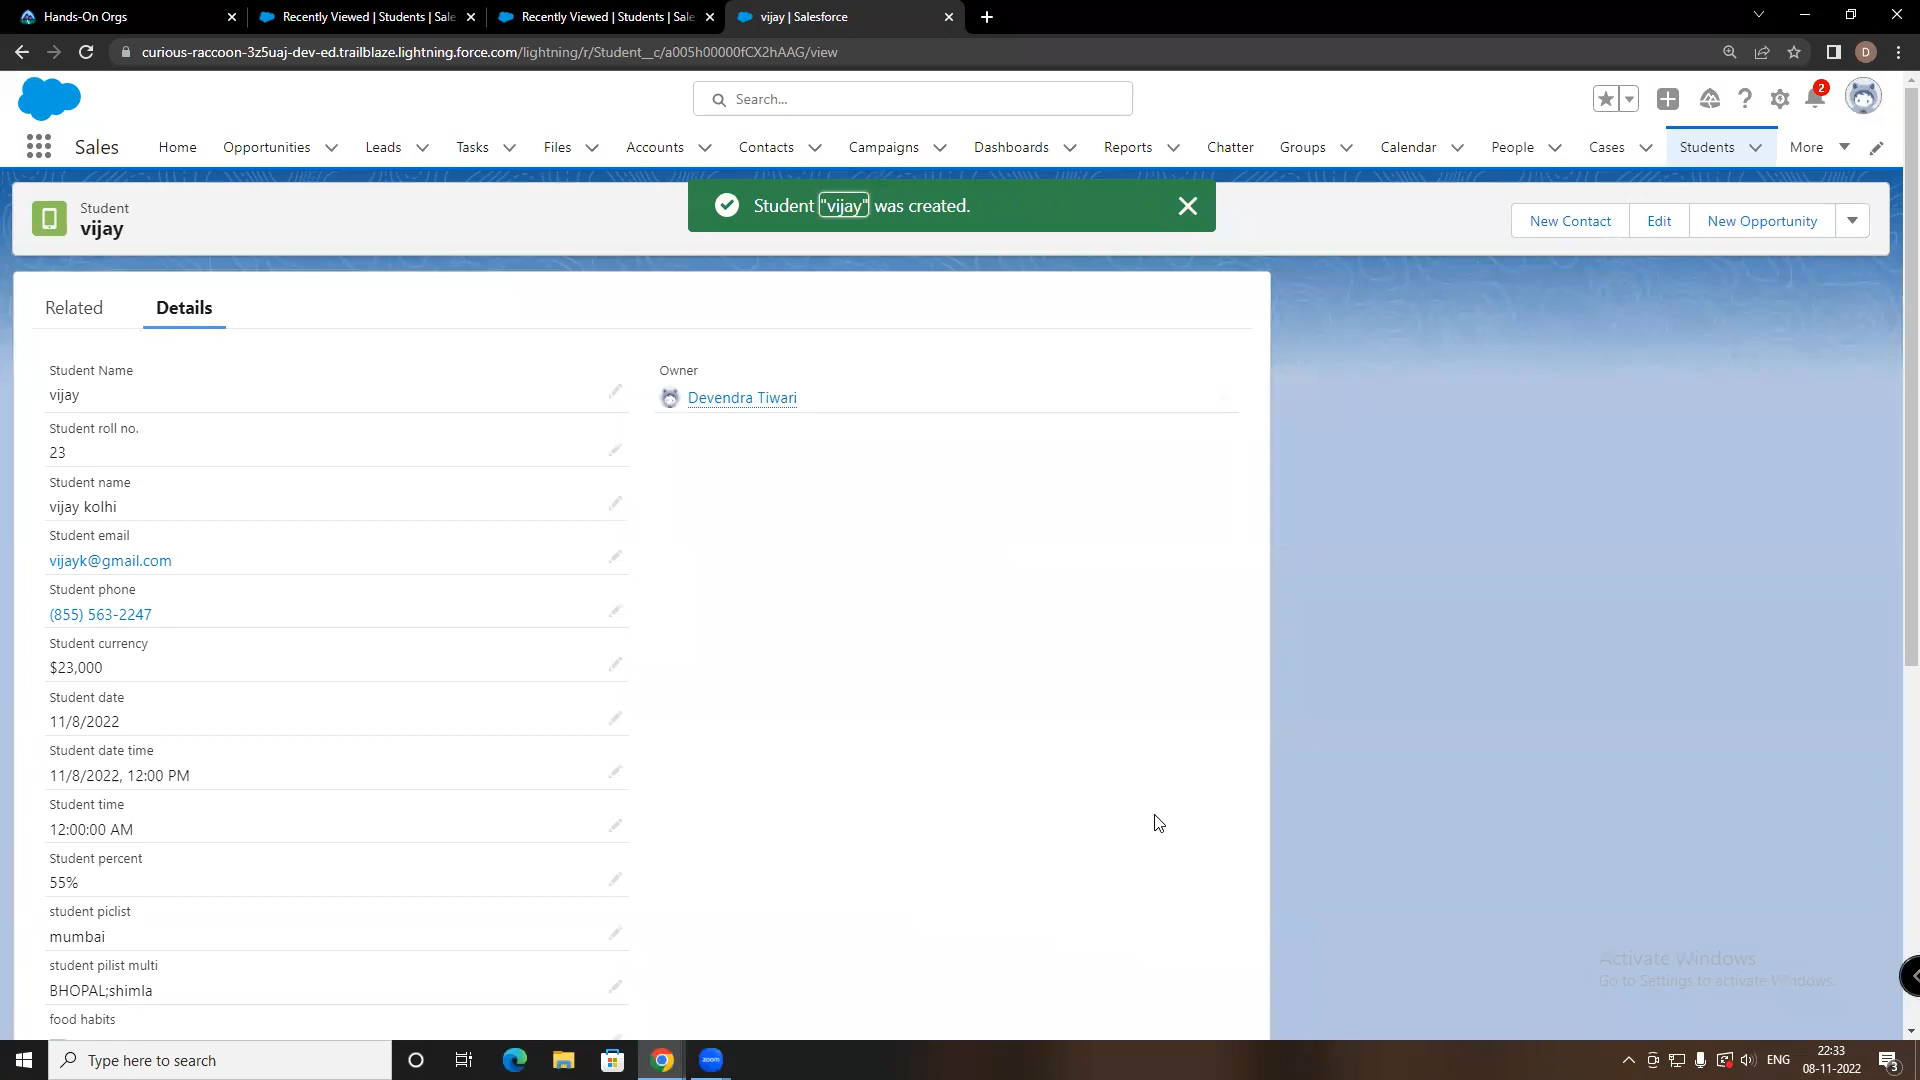 Hands-On Orgs
Recently Viewed | Students | Sale
Recently Viewed | Students | Sale
vijay | Salesforce
curious-raccoon-3z5uaj-dev-ed.trailblaze.lightning.force.com/lightning/r/Student__c/a005h00000fCX2hAAG/view
D
Search...
2
Sales
Home
Opportunities
Leads
Tasks
Files
Accounts
Contacts
Campaigns
Dashboards
Reports
Chatter
Groups
Calendar
People
Cases
Students
More
Student
vijay
Student "vijay" was created.
New Contact
Edit
New Opportunity
Related
Details
Student Name
vijay
Owner
Devendra Tiwari
Student roll no.
23
Student name
vijay kolhi
Student email
vijayk@gmail.com
Student phone
(855) 563-2247
Student currency
$23,000
Student date
11/8/2022
Student date time
11/8/2022, 12:00 PM
Student time
12:00:00 AM
Student percent
55%
student piclist
mumbai
student pilist multi
BHOPAL;shimla
food habits
Activate Windows
Go to Settings to activate Windows.
Type here to search
zoom
ENG
22:33
08-11-2022
3